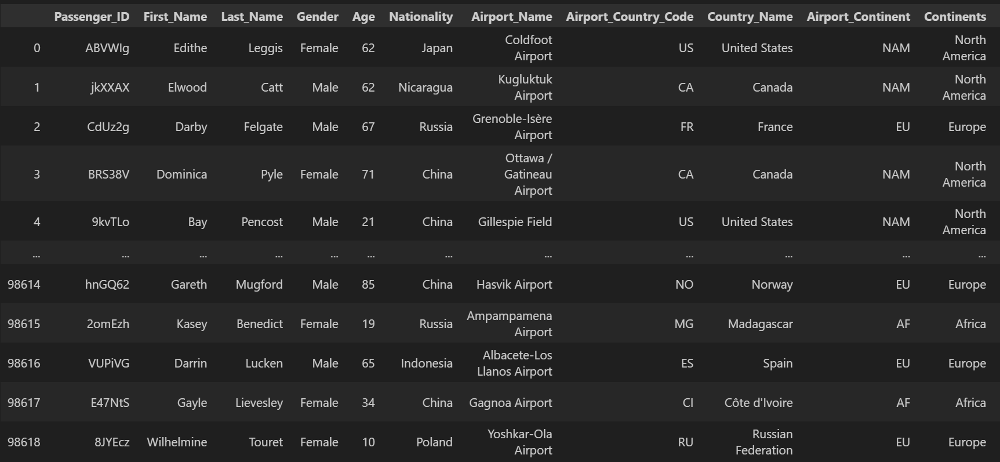 Passenger_ID First_Name Last_Name Gender Age Nationality Airport_Name Airport_Country_Code Country_Name Airport_Continent Continents
0 ABVWIg Edithe Leggis Female 62 Japan Coldfoot Airport US United States NAM North America
1 jkXXAX Elwood Catt Male 62 Nicaragua Kugluktuk Airport CA Canada NAM North America
2 CdUz2g Darby Felgate Male 67 Russia Grenoble-Isère Airport FR France EU Europe
3 BRS38V Dominica Pyle Female 71 China Ottawa / Gatineau Airport CA Canada NAM North America
4 9kvTLo Bay Pencost Male 21 China Gillespie Field US United States NAM North America
... ... ... ... ... ... ... ... ... ... ... ...
98614 hnGQ62 Gareth Mugford Male 85 China Hasvik Airport NO Norway EU Europe
98615 2omEzh Kasey Benedict Female 19 Russia Ampampamena Airport MG Madagascar AF Africa
98616 VUPiVG Darrin Lucken Male 65 Indonesia Albacete-Los Llanos Airport ES Spain EU Europe
98617 E47NtS Gayle Lievesley Female 34 China Gagnoa Airport CI Côte d'Ivoire AF Africa
98618 8JYEcz Wilhelmine Touret Female 10 Poland Yoshkar-Ola Airport RU Russian Federation EU Europe